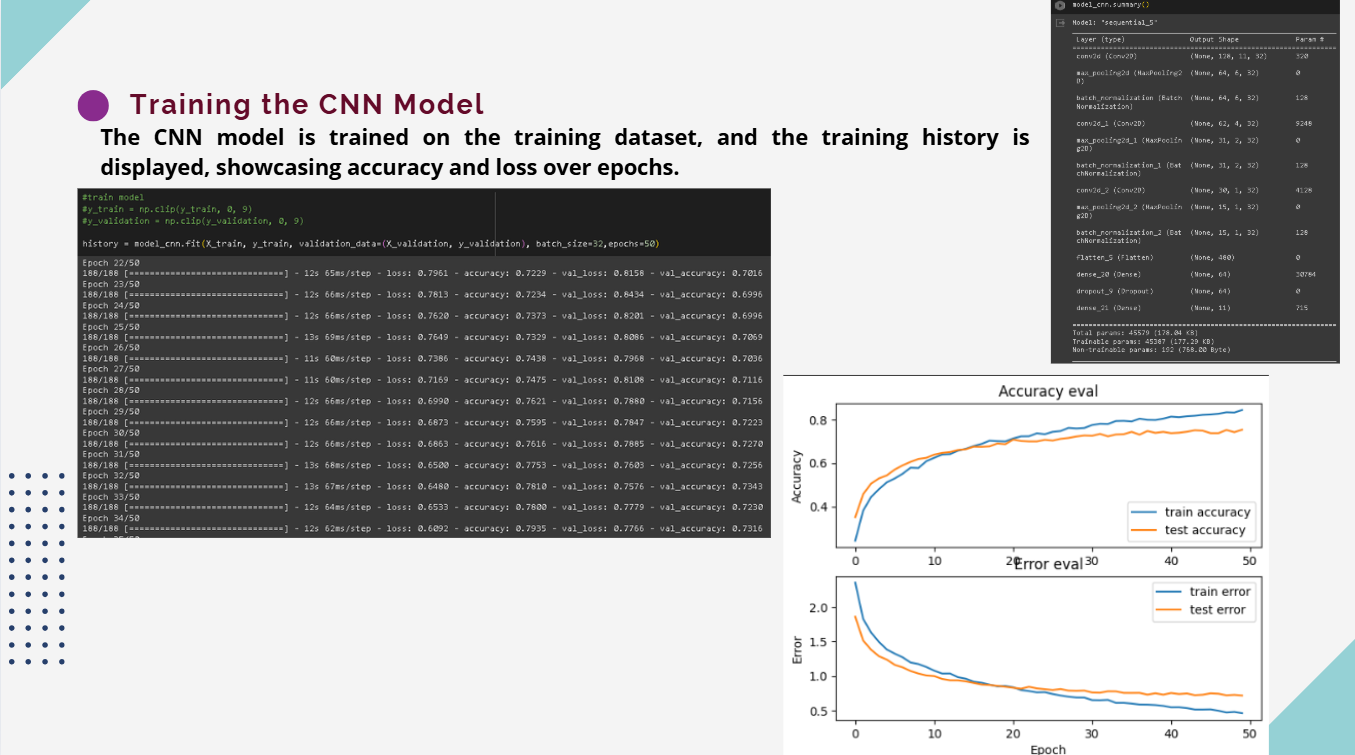 Training the CNN Model
The CNN model is trained on the training dataset, and the training history is
displayed, showcasing accuracy and loss over epochs.
#train model
#y_train = np.clip(y_train, 0, 9)
#y_validation = np.clip(y_validation, 0, 9)
history = model_cnn.fit(X_train, y_train, validation_data=(X_validation, y_validation), batch_size=32,epochs=50)
Epoch 22/50
188/188 [==============================] - 12s 65ms/step - loss: 0.7961 - accuracy: 0.7229 - val_loss: 0.8158 - val_accuracy: 0.7016
Epoch 23/50
188/188 [==============================] - 12s 66ms/step - loss: 0.7813 - accuracy: 0.7234 - val_loss: 0.8434 - val_accuracy: 0.6996
Epoch 24/50
188/188 [==============================] - 12s 66ms/step - loss: 0.7620 - accuracy: 0.7373 - val_loss: 0.8201 - val_accuracy: 0.6996
Epoch 25/50
188/188 [==============================] - 13s 69ms/step - loss: 0.7649 - accuracy: 0.7329 - val_loss: 0.8086 - val_accuracy: 0.7069
Epoch 26/50
188/188 [==============================] - 11s 60ms/step - loss: 0.7386 - accuracy: 0.7438 - val_loss: 0.7968 - val_accuracy: 0.7036
Epoch 27/50
188/188 [==============================] - 11s 60ms/step - loss: 0.7169 - accuracy: 0.7475 - val_loss: 0.8108 - val_accuracy: 0.7116
Epoch 28/50
188/188 [==============================] - 12s 66ms/step - loss: 0.6990 - accuracy: 0.7621 - val_loss: 0.7880 - val_accuracy: 0.7156
Epoch 29/50
188/188 [==============================] - 12s 66ms/step - loss: 0.6873 - accuracy: 0.7595 - val_loss: 0.7847 - val_accuracy: 0.7223
Epoch 30/50
188/188 [==============================] - 12s 66ms/step - loss: 0.6863 - accuracy: 0.7616 - val_loss: 0.7885 - val_accuracy: 0.7270
Epoch 31/50
188/188 [==============================] - 13s 68ms/step - loss: 0.6500 - accuracy: 0.7753 - val_loss: 0.7603 - val_accuracy: 0.7256
Epoch 32/50
188/188 [==============================] - 13s 67ms/step - loss: 0.6480 - accuracy: 0.7810 - val_loss: 0.7576 - val_accuracy: 0.7343
Epoch 33/50
188/188 [==============================] - 12s 64ms/step - loss: 0.6533 - accuracy: 0.7800 - val_loss: 0.7779 - val_accuracy: 0.7230
Epoch 34/50
188/188 [==============================] - 12s 62ms/step - loss: 0.6092 - accuracy: 0.7935 - val_loss: 0.7766 - val_accuracy: 0.7316
model_cnn.summary()
Model: "sequential_5"
Layer (type) Output Shape Param #
conv2d (Conv2D) (None, 128, 11, 32) 320
max_pooling2d (MaxPooling2 (None, 64, 6, 32) 0
D)
batch_normalization (Batch (None, 64, 6, 32) 128
Normalization)
conv2d_1 (Conv2D) (None, 62, 4, 32) 9248
max_pooling2d_1 (MaxPoolin (None, 31, 2, 32) 0
g2D)
batch_normalization_1 (Bat (None, 31, 2, 32) 128
chNormalization)
conv2d_2 (Conv2D) (None, 30, 1, 32) 4128
max_pooling2d_2 (MaxPoolin (None, 15, 1, 32) 0
g2D)
batch_normalization_2 (Bat (None, 15, 1, 32) 128
chNormalization)
flatten_5 (Flatten) (None, 480) 0
dense_20 (Dense) (None, 64) 30784
dropout_9 (Dropout) (None, 64) 0
dense_21 (Dense) (None, 11) 715
Total params: 45579 (178.04 KB)
Trainable params: 45387 (177.29 KB)
Non-trainable params: 192 (768.00 Byte)
Accuracy eval
Accuracy
0.8
0.6
0.4
train accuracy
test accuracy
0 10 20 30 40 50
Error eval
Error
2.0
1.5
1.0
0.5
train error
test error
0 10 20 30 40 50
Epoch